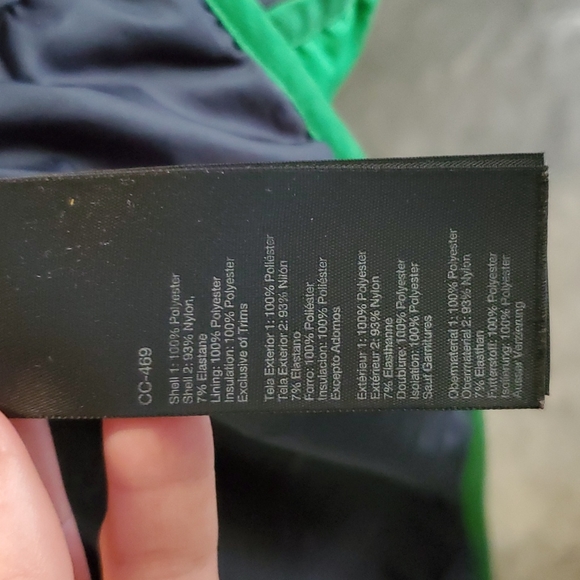 CC-469
Shell 1: 100% Polyester
Shell 2: 93% Nylon,
7% Elastane
Lining: 100% Polyester
Insulation: 100% Polyester
Exclusive of Trims
Tela Exterior 1: 100% Poliéster
Tela Exterior 2: 93% Nilon
7% Elastano
Forro: 100% Poliéster
Insulacion: 100% Poliéster
Excepto Adornos
Extérieur 1: 100% Polyester
Extérieur 2: 93% Nylon
7% Elasthanne
Doublure: 100% Polyester
Isolation: 100% Polyester
Sauf Garnitures
Obermaterial 1: 100% Polyester
Obermaterial 2: 93% Nylon
7% Elasthan
Futterstoff: 100% Polyester
Isolierung: 100% Polyester
Ausser Verzierung